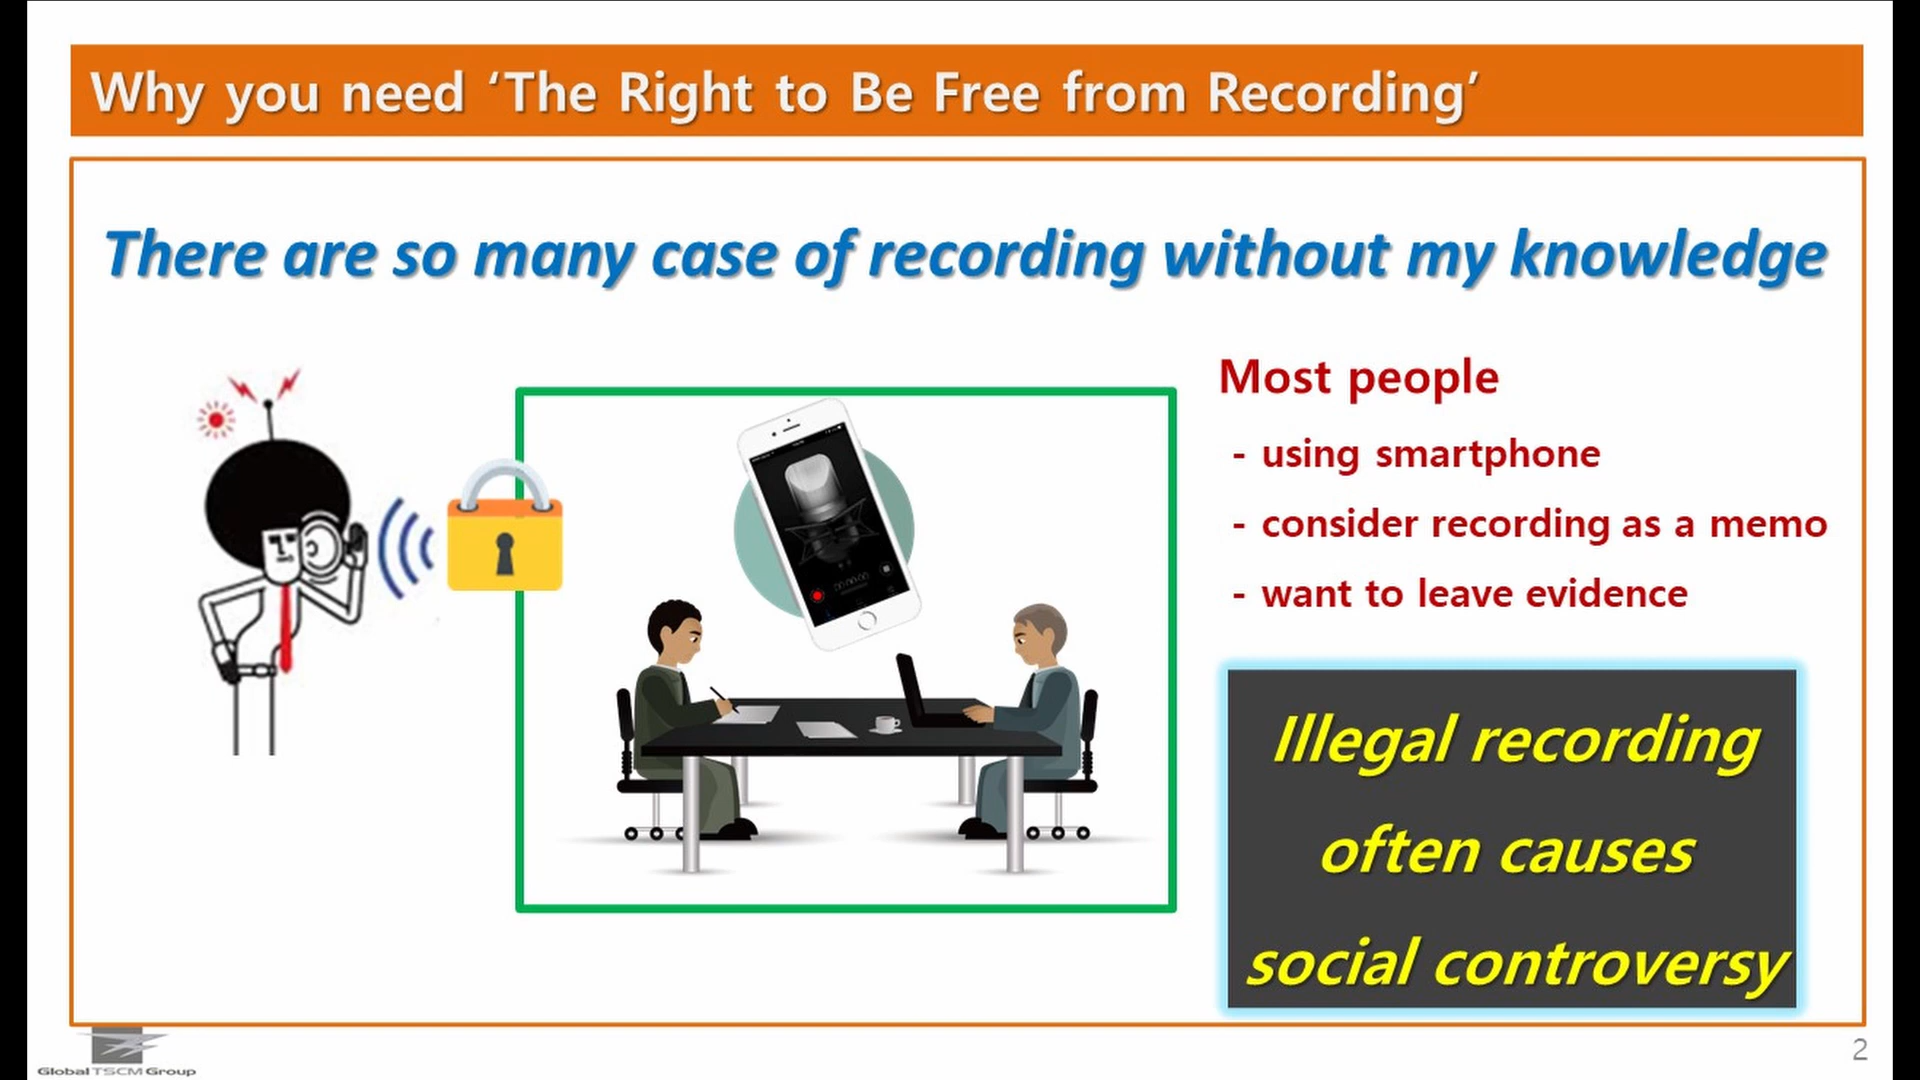 Why you need ‘The Right to Be Free from Recording’
There are so many case of recording without my knowledge
Most people
- using smartphone
- consider recording as a memo
- want to leave evidence
Illegal recording
often causes
social controversy
Global TSCM Group
2